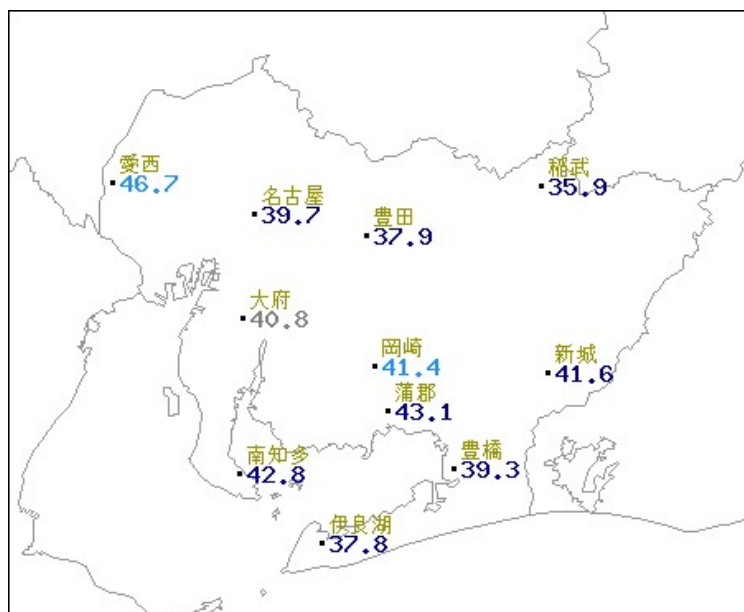 愛西
46.7
稲武
35.9
名古屋
39.7
豊田
37.9
大府
40.8
岡崎
41.4
新城
41.6
蒲郡
43.1
南知多
42.8
豊橋
39.3
伊良湖
37.8